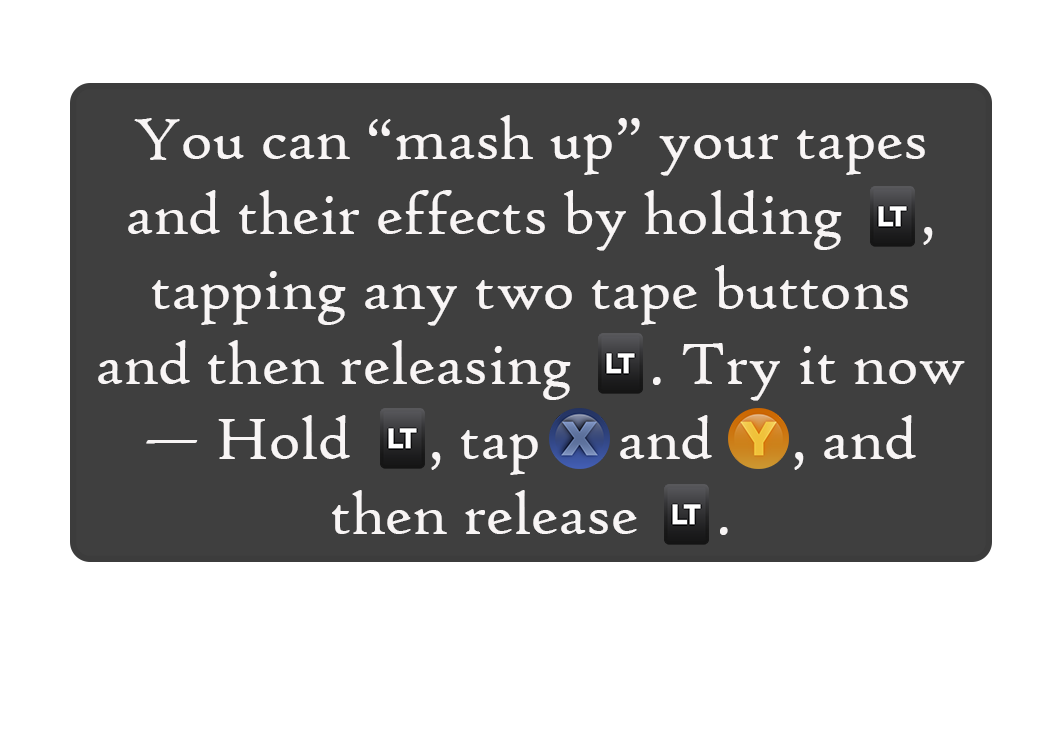 You can “mash up” your tapes
and their effects by holding LT,
tapping any two tape buttons
and then releasing LT. Try it now
— Hold LT, tap X and Y, and
then release LT.